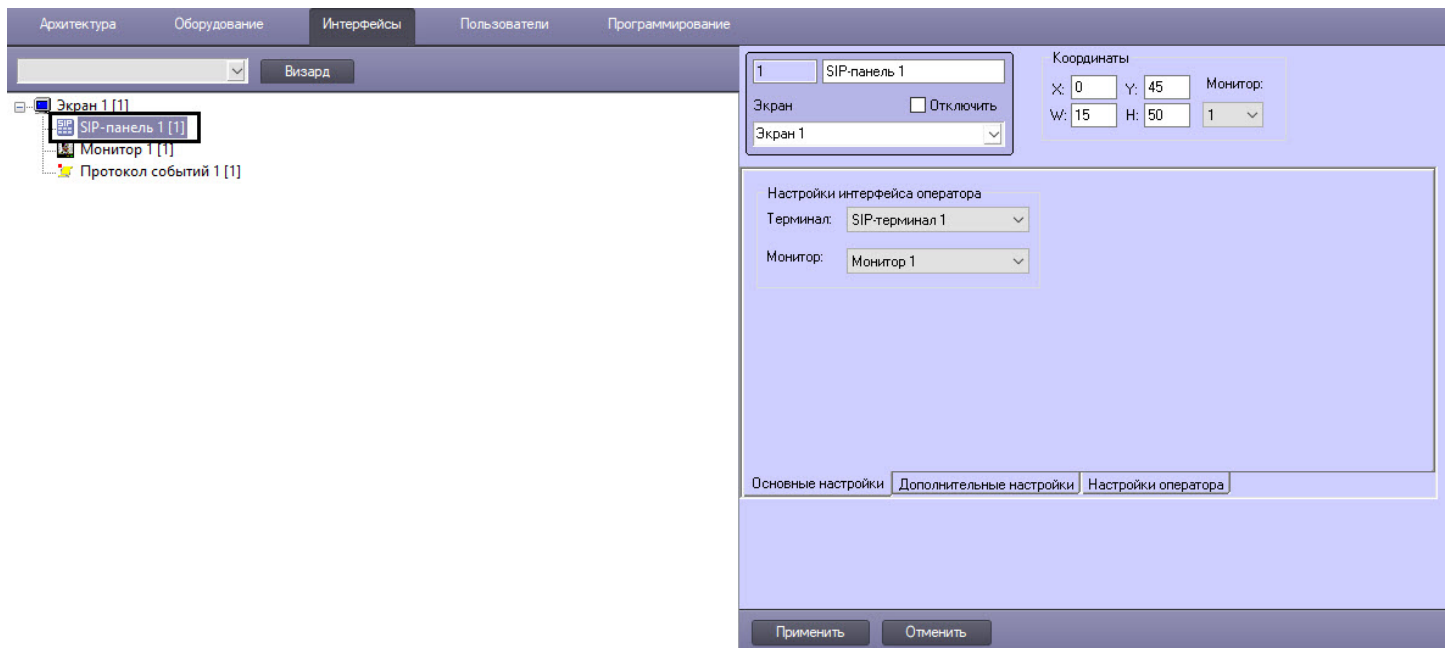 Архитектура Оборудование Интерфейсы Пользователи Программирование
Визард
Экран 1 [1]
SIP-панель 1 [1]
Монитор 1 [1]
Протокол событий 1 [1]
1 SIP-панель 1
Экран Отключить
Экран 1
Координаты
X: 0 Y: 45 Монитор:
W: 15 H: 50 1
Настройки интерфейса оператора
Терминал: SIP-терминал 1
Монитор: Монитор 1
Основные настройки Дополнительные настройки Настройки оператора
Применить Отменить